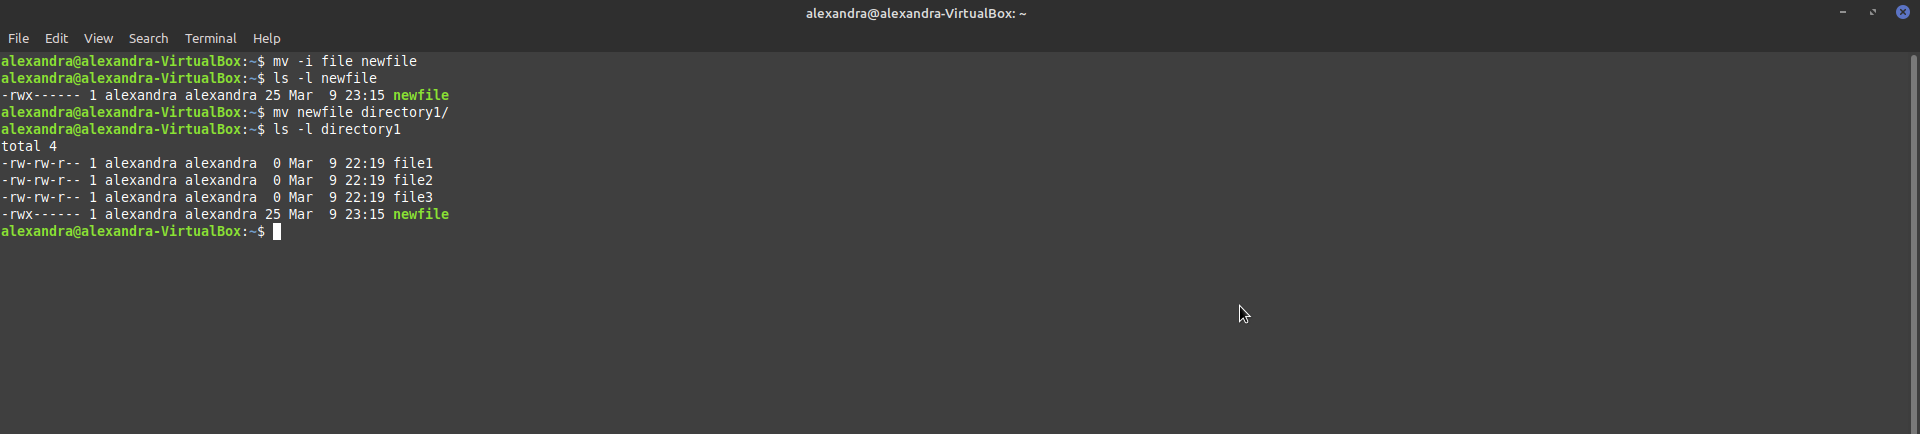 alexandra@alexandra-VirtualBox: ~
File Edit View Search Terminal Help
alexandra@alexandra-VirtualBox:~$ mv -i file newfile
alexandra@alexandra-VirtualBox:~$ ls -l newfile
-rwx------ 1 alexandra alexandra 25 Mar  9 23:15 newfile
alexandra@alexandra-VirtualBox:~$ mv newfile directory1/
alexandra@alexandra-VirtualBox:~$ ls -l directory1
total 4
-rw-rw-r-- 1 alexandra alexandra  0 Mar  9 22:19 file1
-rw-rw-r-- 1 alexandra alexandra  0 Mar  9 22:19 file2
-rw-rw-r-- 1 alexandra alexandra  0 Mar  9 22:19 file3
-rwx------ 1 alexandra alexandra 25 Mar  9 23:15 newfile
alexandra@alexandra-VirtualBox:~$